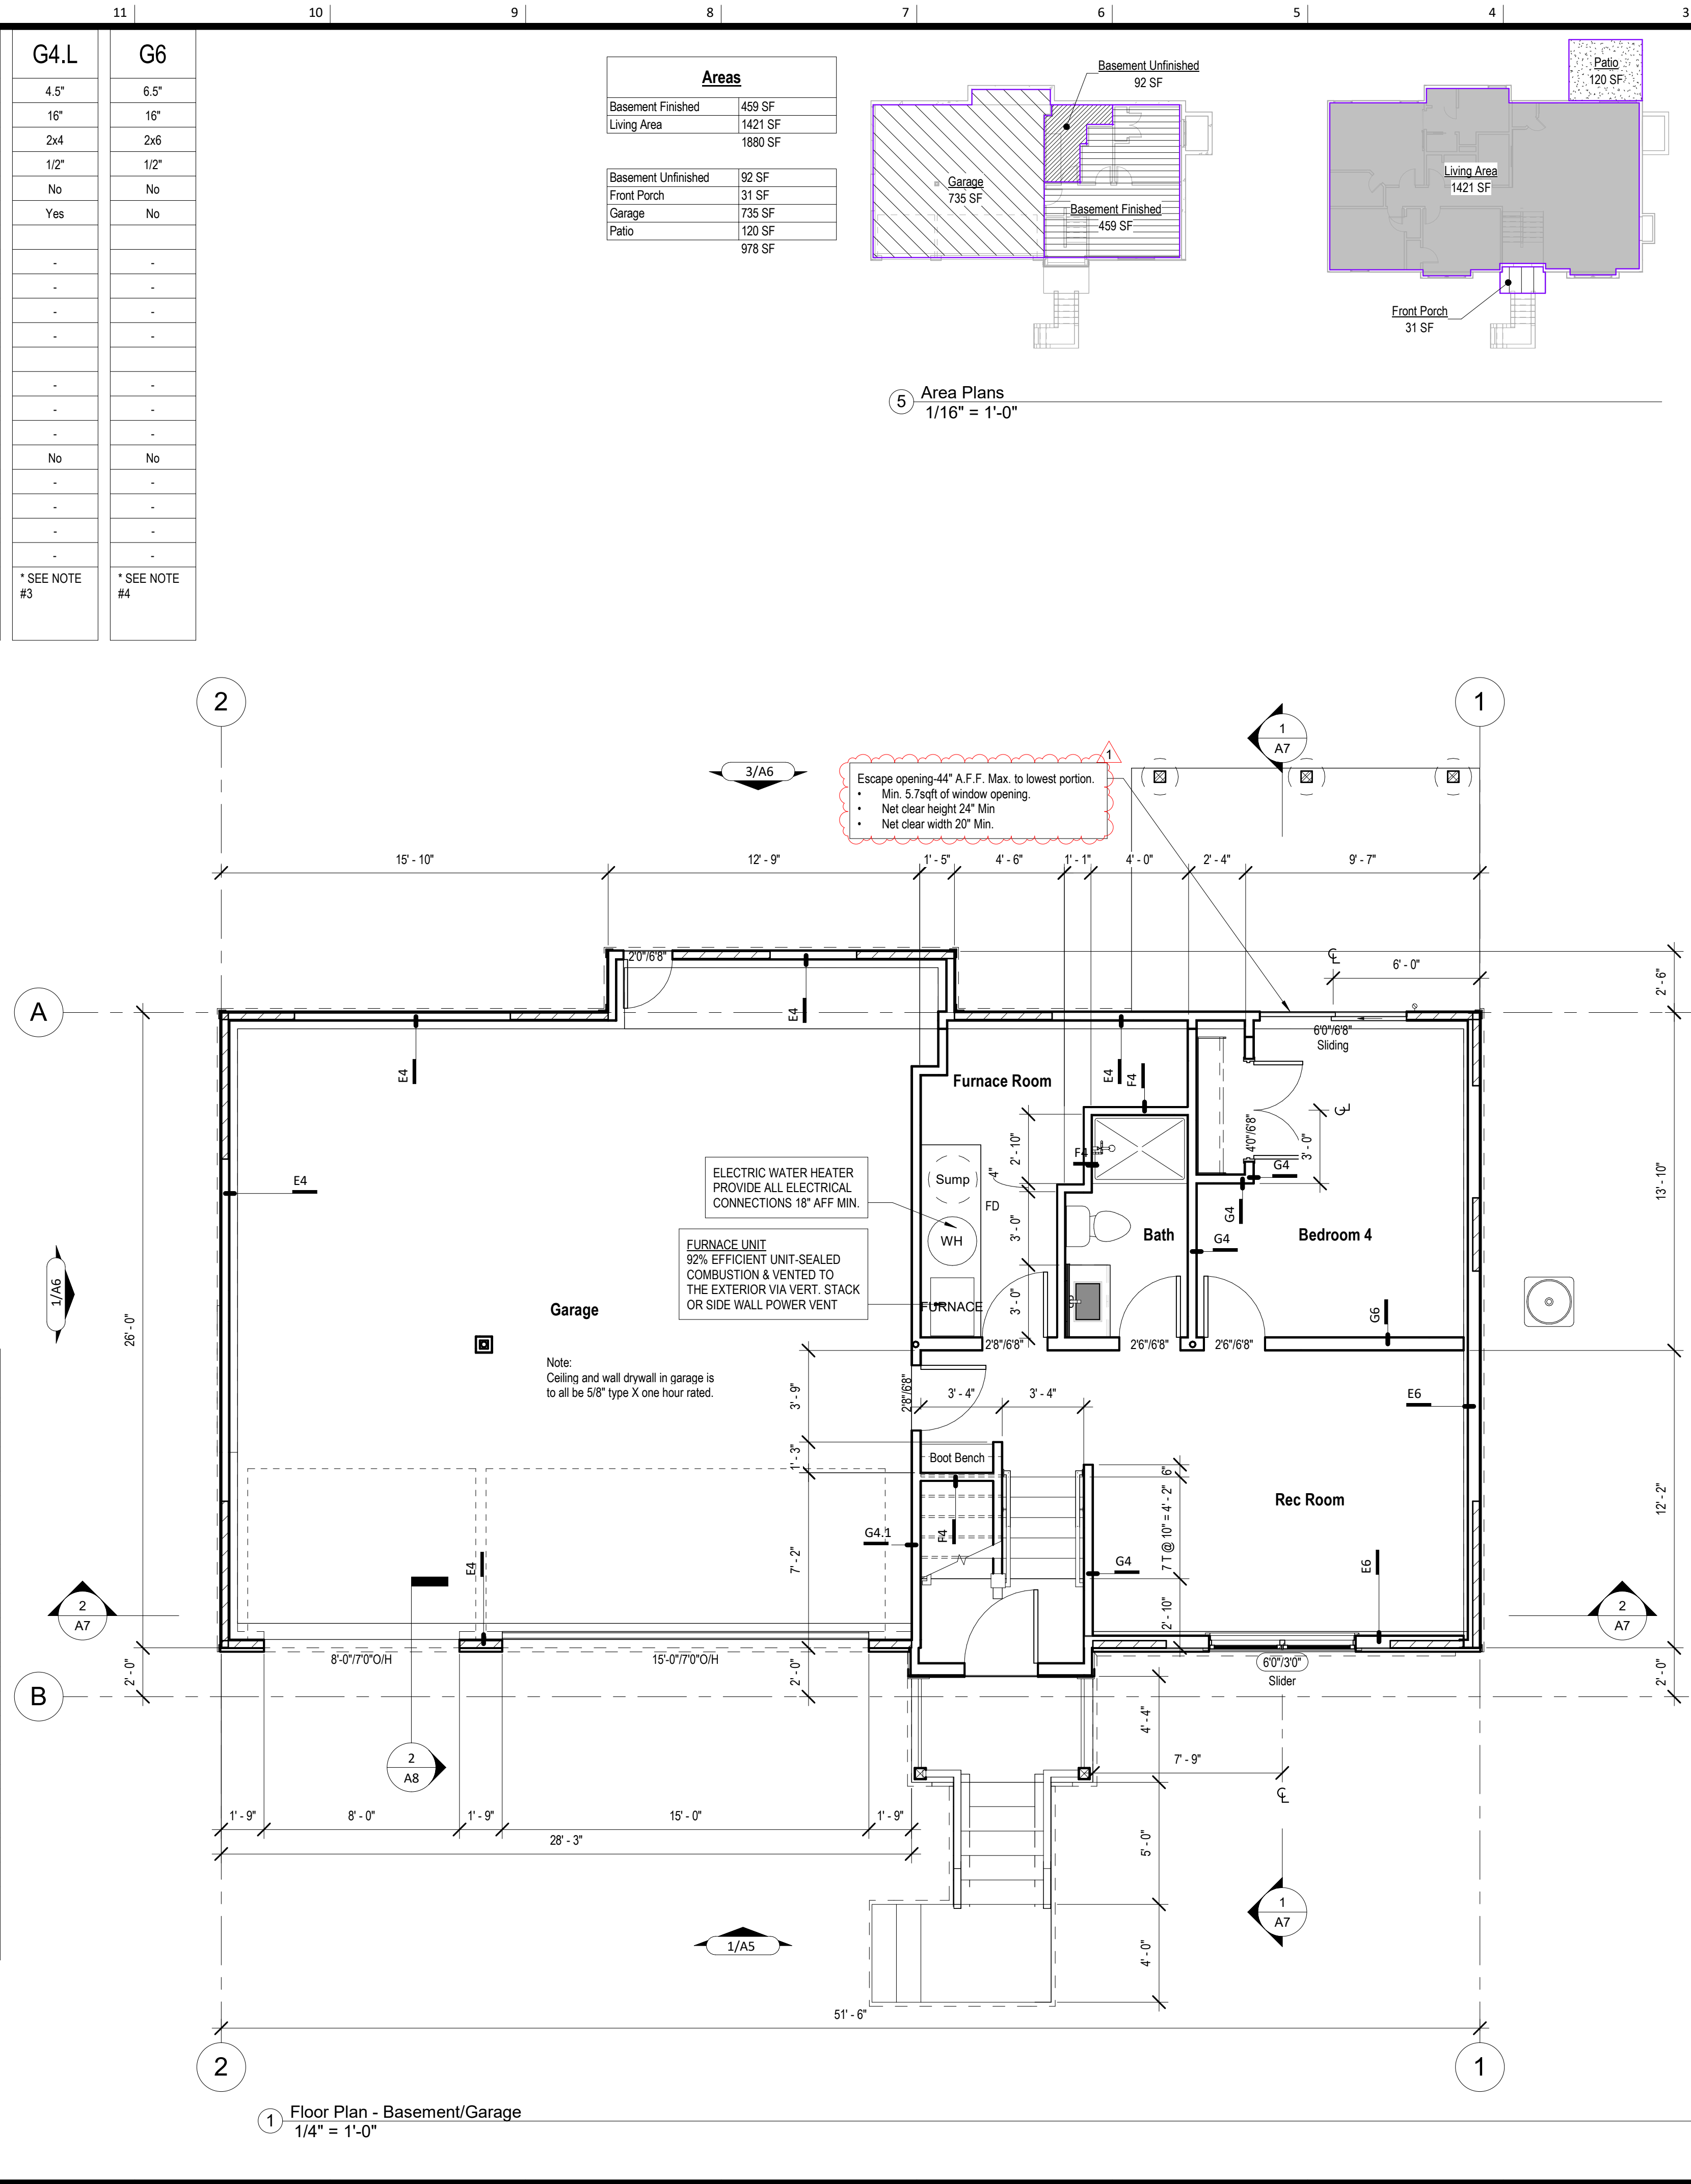 11 10 9 8 7 6 5 4 3
G4.L G6
4.5" 6.5"
16" 16"
2x4 2x6
1/2" 1/2"
No No
Yes No
- -
- -
- -
- -
- -
- -
- -
No No
- -
- -
- -
- -
* SEE NOTE #3
* SEE NOTE #4
Areas
Basement Finished 459 SF
Living Area 1421 SF
1880 SF
Basement Unfinished 92 SF
Front Porch 31 SF
Garage 735 SF
Patio 120 SF
978 SF
Basement Unfinished
92 SF
Garage
735 SF
Basement Finished
459 SF
Patio
120 SF
Living Area
1421 SF
Front Porch
31 SF
5 Area Plans
1/16" = 1'-0"
2
1
1
A7
3/A6
1
Escape opening-44" A.F.F. Max. to lowest portion.
• Min. 5.7sqft of window opening.
• Net clear height 24" Min
• Net clear width 20" Min.
15' - 10" 12' - 9" 1' - 5" 4' - 6" 1' - 1" 4' - 0" 2' - 4" 9' - 7"
6' - 0"
2' - 6"
2'0"/6'8"
A
E4
E4
E4
F4
6'0"/6'8"
Sliding
Furnace Room
4'0"/6'8"
3' - 0"
2' - 10"
F4
G4
ELECTRIC WATER HEATER
PROVIDE ALL ELECTRICAL
CONNECTIONS 18" AFF MIN.
Sump
4"
FD
E4
G4
13' - 10"
3' - 0"
WH
Bath
G4
Bedroom 4
FURNACE UNIT
92% EFFICIENT UNIT-SEALED
COMBUSTION & VENTED TO
THE EXTERIOR VIA VERT. STACK
OR SIDE WALL POWER VENT
1/A6
26' - 0"
Garage
FURNACE
3' - 0"
G6
2'8"/6'8" 2'6"/6'8" 2'6"/6'8"
Note:
Ceiling and wall drywall in garage is
to all be 5/8" type X one hour rated.
3' - 9"
2'8"/6'8"
3' - 4" 3' - 4"
E6
1' - 3"
Boot Bench
6"
Rec Room
7 T @ 10" = 4' - 2"
12' - 2"
G4.1
F4
G4
E4
7' - 2"
E6
2
A7
2' - 10"
2
A7
8'-0"/7'0"O/H
15'-0"/7'0"O/H
6'0"/3'0"
Slider
2' - 0"
2' - 0"
2' - 0"
B
4' - 4"
7' - 9"
2
A8
1' - 9" 8' - 0" 1' - 9" 15' - 0" 1' - 9"
28' - 3"
5' - 0"
1
A7
1/A5
4' - 0"
51' - 6"
2
1
1 Floor Plan - Basement/Garage
1/4" = 1'-0"